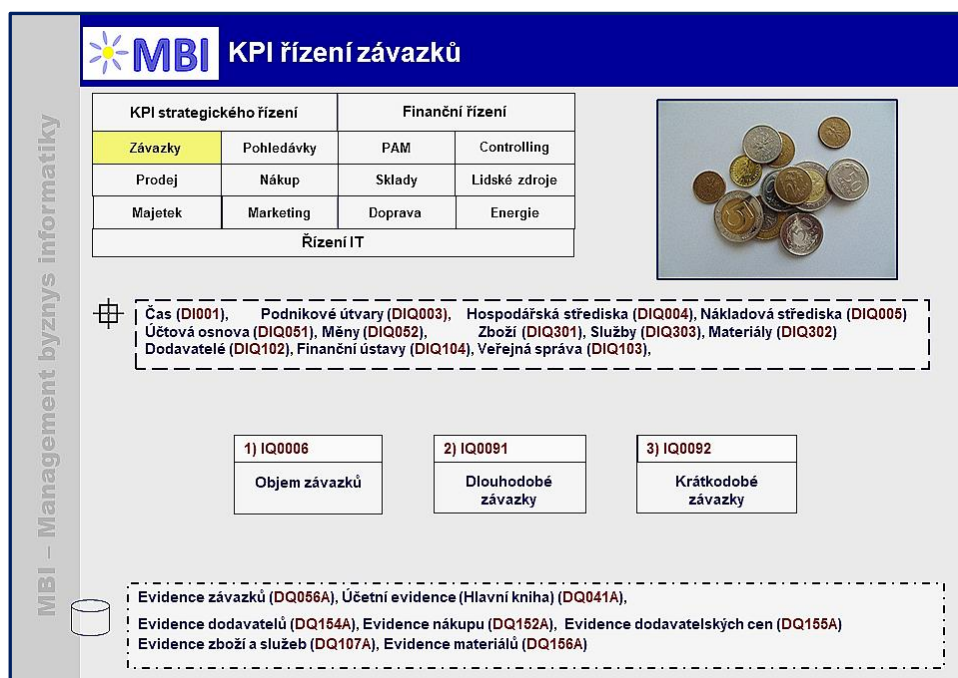 MBI
KPI řízení závazků
MBI – Management byznys informatiky
KPI strategického řízení
Finanční řízení
Závazky
Pohledávky
PAM
Controlling
Prodej
Nákup
Sklady
Lidské zdroje
Majetek
Marketing
Doprava
Energie
Řízení IT
Čas (DI001), Podnikové útvary (DIQ003), Hospodářská střediska (DIQ004), Nákladová střediska (DIQ005)
Účtová osnova (DIQ051), Měny (DIQ052), Zboží (DIQ301), Služby (DIQ303), Materiály (DIQ302)
Dodavatelé (DIQ102), Finanční ústavy (DIQ104), Veřejná správa (DIQ103),
1) IQ0006
Objem závazků
2) IQ0091
Dlouhodobé
závazky
3) IQ0092
Krátkodobé
závazky
Evidence závazků (DQ056A), Účetní evidence (Hlavní kniha) (DQ041A),
Evidence dodavatelů (DQ154A), Evidence nákupu (DQ152A), Evidence dodavatelských cen (DQ155A)
Evidence zboží a služeb (DQ107A), Evidence materiálů (DQ156A)